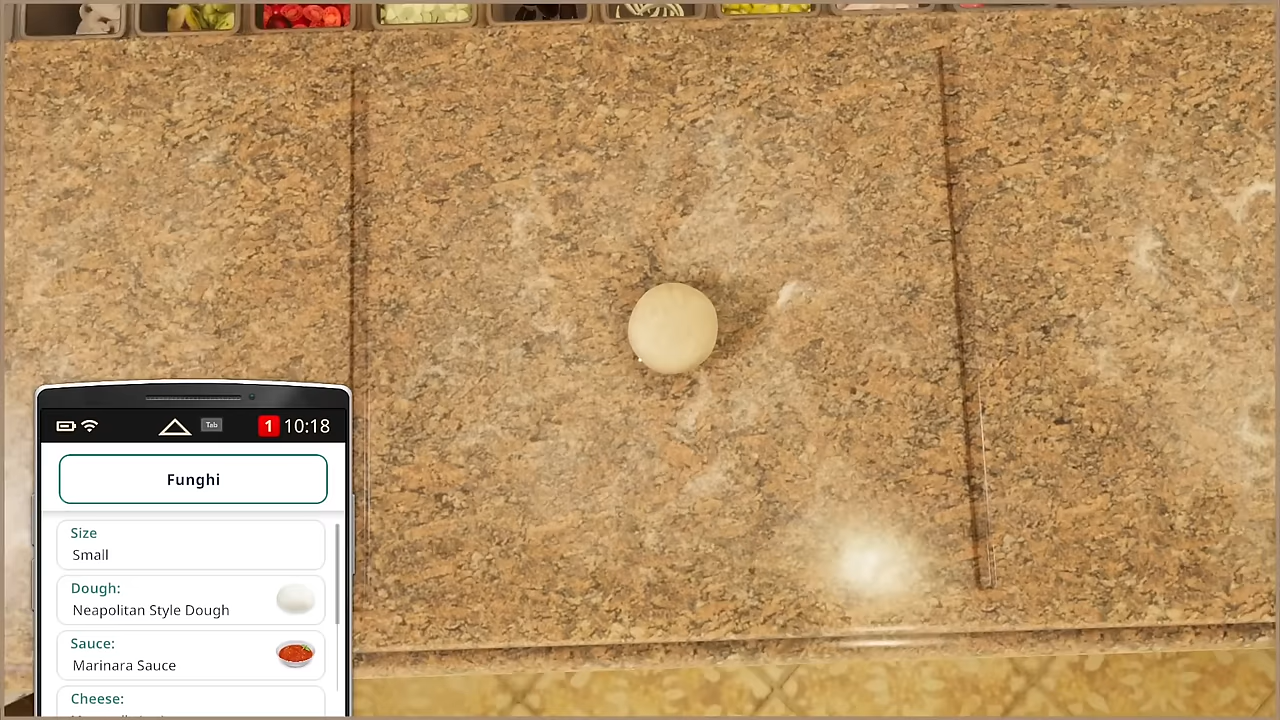 Tab
1 10:18
Funghi
Size
Small
Dough:
Neapolitan Style Dough
Sauce:
Marinara Sauce
Cheese: